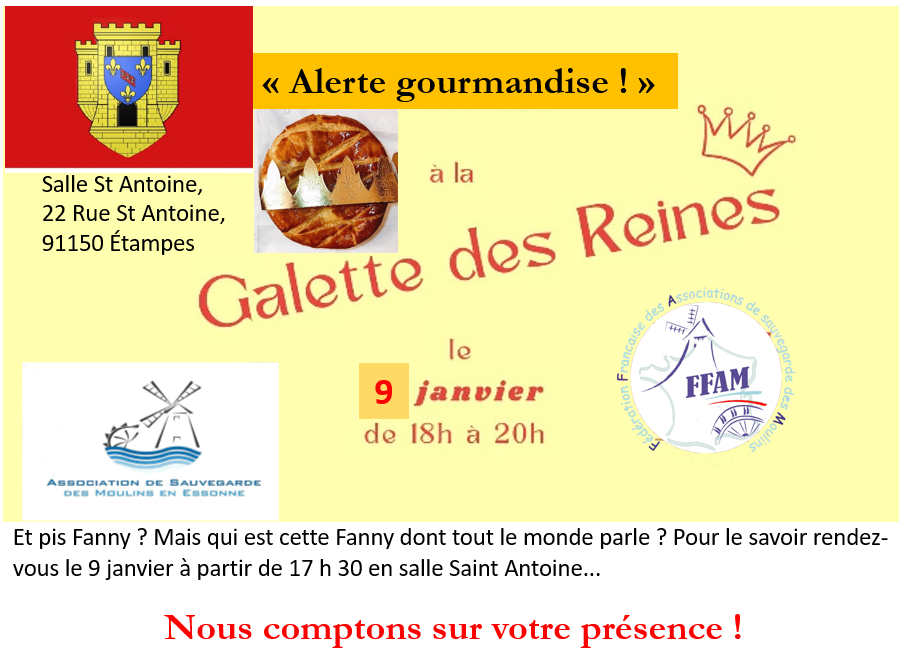 « Alerte gourmandise ! »
Salle St Antoine,
22 Rue St Antoine,
91150 Étampes
à la
Galette des Reines
le
9 janvier
de 18h à 20h
Fédération Française des Associations de sauvegarde des Moulins
FFAM
Association de Sauvegarde
des Moulins en Essonne
Et pis Fanny ? Mais qui est cette Fanny dont tout le monde parle ? Pour le savoir rendez-
vous le 9 janvier à partir de 17 h 30 en salle Saint Antoine...
Nous comptons sur votre présence !